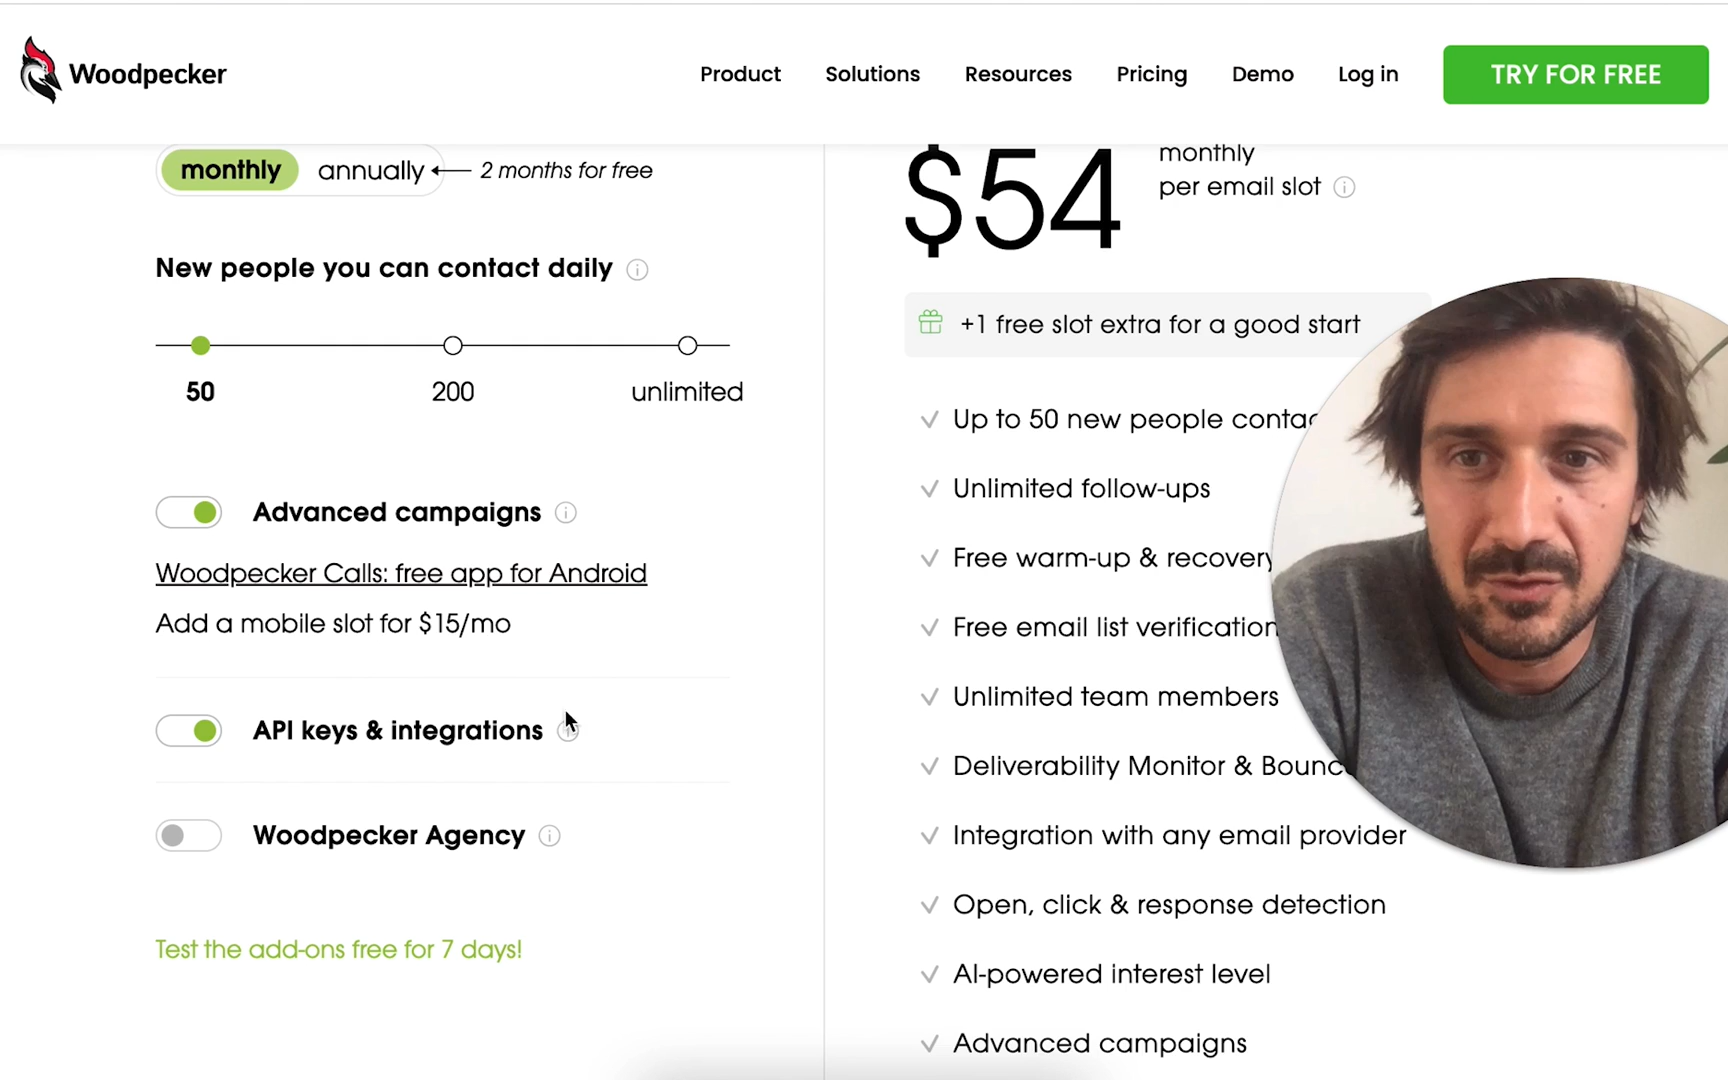 Woodpecker
Product
Solutions
Resources
Pricing
Demo
Log in
TRY FOR FREE
monthly
annually
2 months for free
New people you can contact daily
50
200
unlimited
Advanced campaigns
Woodpecker Calls: free app for Android
Add a mobile slot for $15/mo
API keys & integrations
Woodpecker Agency
Test the add-ons free for 7 days!
$54
monthly
per email slot
+1 free slot extra for a good start
Up to 50 new people
Unlimited follow-ups
Free warm-up & recovery
Free email list verification
Unlimited team members
Deliverability Monitor &
Integration with any email provider
Open, click & response detection
AI-powered interest level
Advanced campaigns